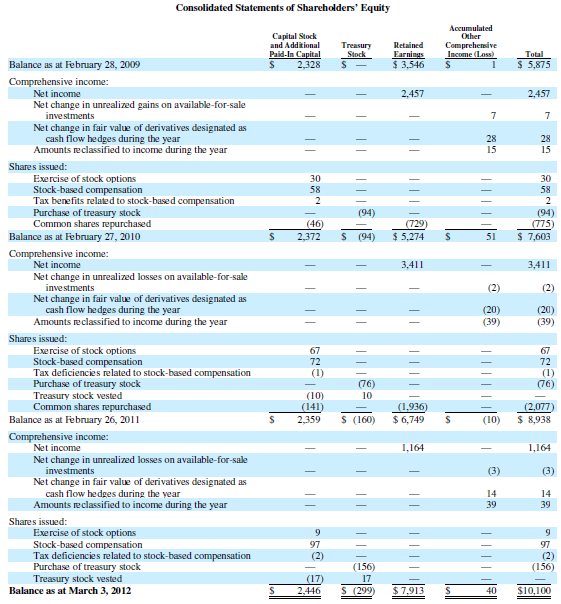 Consolidated Statements of Shareholders' Equity
Capital Stock and Additional Paid-In Capital Treasury Stock Retained Earnings Accumulated Other Comprehensive Income (Loss) Total
Balance as at February 28, 2009 $ 2,328 $ — $ 3,546 $ 1 $ 5,875
Comprehensive income:
Net income — — 2,457 — 2,457
Net change in unrealized gains on available-for-sale
investments — — — 7 7
Net change in fair value of derivatives designated as
cash flow hedges during the year — — — 28 28
Amounts reclassified to income during the year — — — 15 15
Shares issued:
Exercise of stock options 30 — — — 30
Stock-based compensation 58 — — — 58
Tax benefits related to stock-based compensation 2 — — — 2
Purchase of treasury stock — (94) — — (94)
Common shares repurchased (46) — (729) — (775)
Balance as at February 27, 2010 $ 2,372 $ (94) $ 5,274 $ 51 $ 7,603
Comprehensive income:
Net income — — 3,411 — 3,411
Net change in unrealized losses on available-for-sale
investments — — — (2) (2)
Net change in fair value of derivatives designated as
cash flow hedges during the year — — — (20) (20)
Amounts reclassified to income during the year — — — (39) (39)
Shares issued:
Exercise of stock options 67 — — — 67
Stock-based compensation 72 — — — 72
Tax deficiencies related to stock-based compensation (1) — — — (1)
Purchase of treasury stock — (76) — — (76)
Treasury stock vested (10) 10 — — —
Common shares repurchased (141) — (1,936) — (2,077)
Balance as at February 26, 2011 $ 2,359 $ (160) $ 6,749 $ (10) $ 8,938
Comprehensive income:
Net income — — 1,164 — 1,164
Net change in unrealized losses on available-for-sale
investments — — — (3) (3)
Net change in fair value of derivatives designated as
cash flow hedges during the year — — — 14 14
Amounts reclassified to income during the year — — — 39 39
Shares issued:
Exercise of stock options 9 — — — 9
Stock-based compensation 97 — — — 97
Tax deficiencies related to stock-based compensation (2) — — — (2)
Purchase of treasury stock — (156) — — (156)
Treasury stock vested (17) 17 — — —
Balance as at March 3, 2012 $ 2,446 $ (299) $ 7,913 $ 40 $10,100